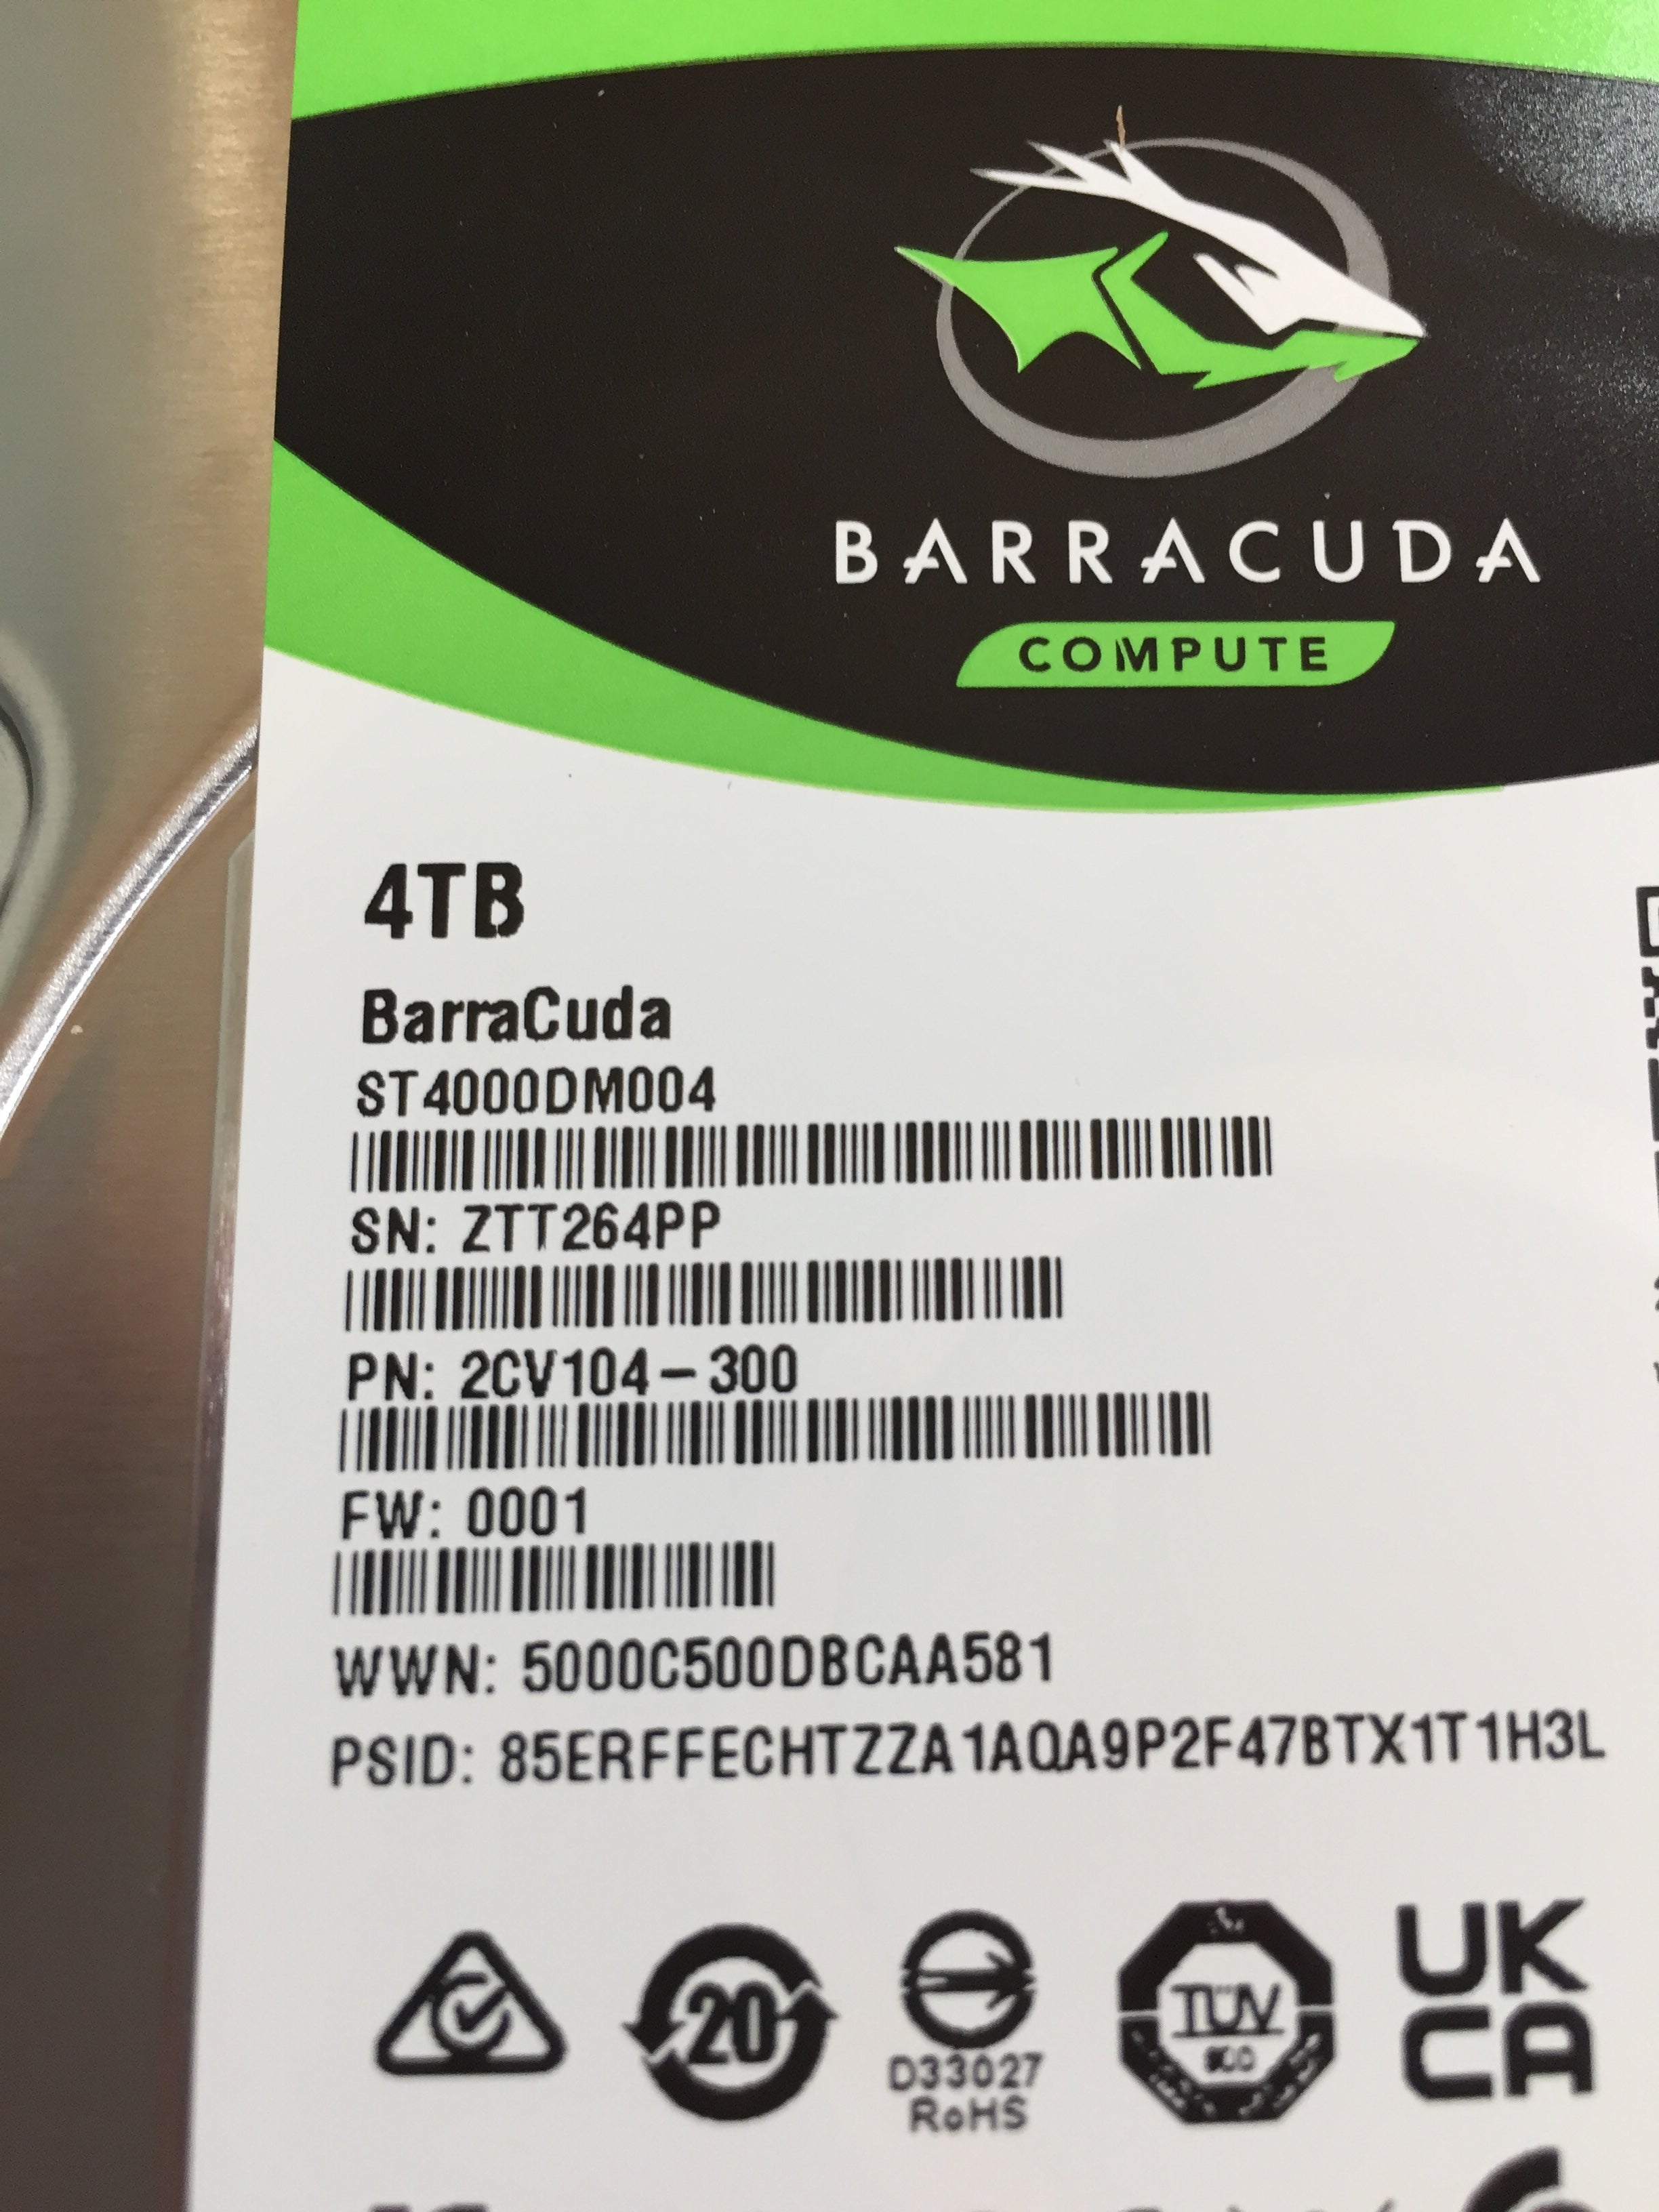 BARRACUDA
COMPUTE
4TB
BarraCuda
ST4000DM004
SN: ZTT264PP
PN: 2CV104-300
FW: 0001
WWN: 5000C500DBCAA581
PSID: 85ERFFECHTZZA1AQA9P2F47BTX1T1H3L
20
D33027
RoHS
TÜV
UK
CA